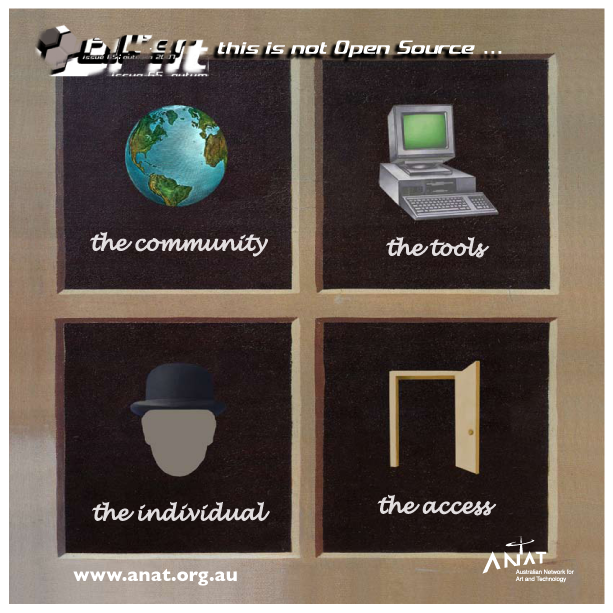 this is not Open Source ...
the community
the tools
the individual
the access
www.anat.org.au
ANAT
Australian Network for
Art and Technology